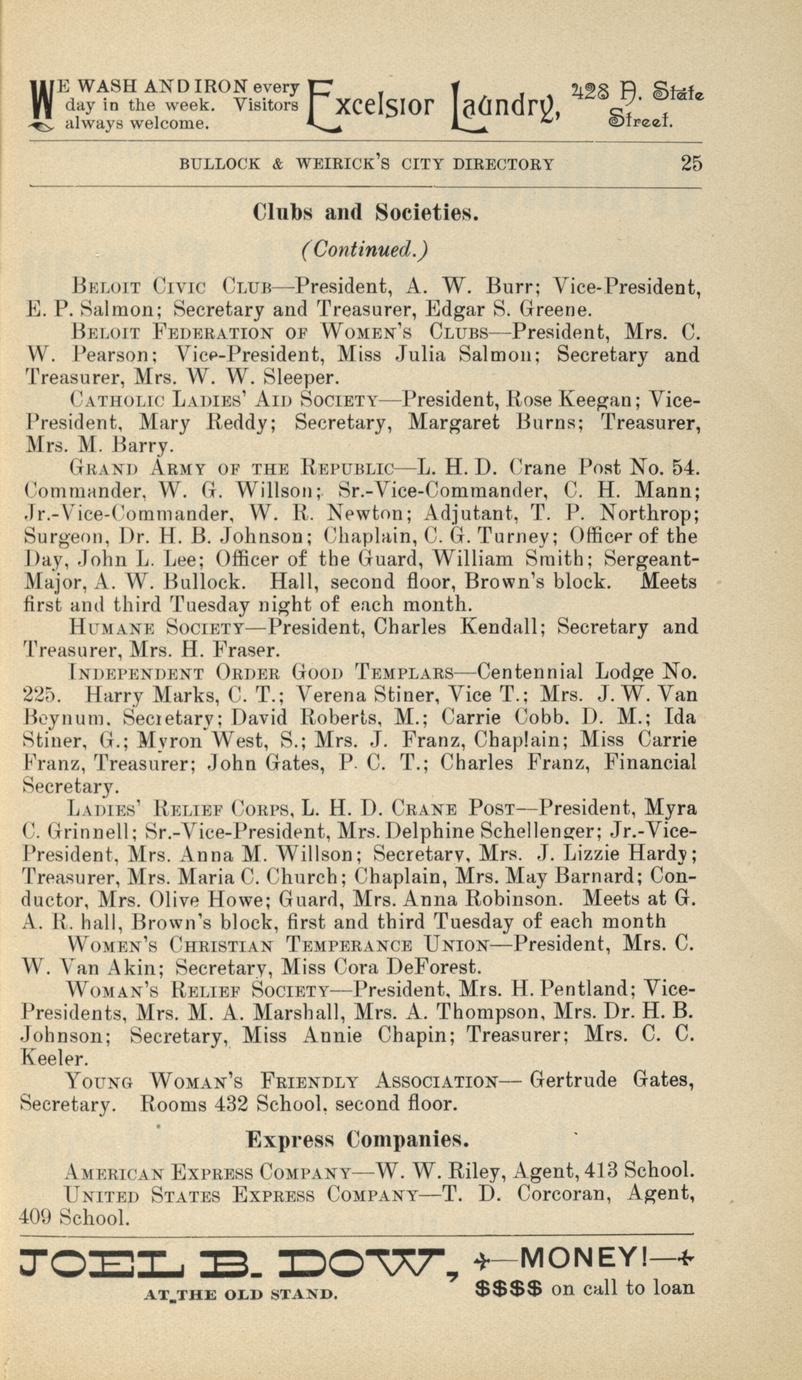 WE WASH AND IRON every
day in the week. Visitors
always welcome.
Excelsior Laundry,
428 N. State
Street.
BULLOCK & WEIRICK'S CITY DIRECTORY 25
Clubs and Societies.
(Continued.)
BELOIT CIVIC CLUB—President, A. W. Burr; Vice-President,
E. P. Salmon; Secretary and Treasurer, Edgar S. Greene.
BELOIT FEDERATION OF WOMEN'S CLUBS—President, Mrs. C.
W. Pearson; Vice-President, Miss Julia Salmon; Secretary and
Treasurer, Mrs. W. W. Sleeper.
CATHOLIC LADIES' AID SOCIETY—President, Rose Keegan; Vice-
President, Mary Reddy; Secretary, Margaret Burns; Treasurer,
Mrs. M. Barry.
GRAND ARMY OF THE REPUBLIC—L. H. D. Crane Post No. 54.
Commander, W. G. Willson; Sr.-Vice-Commander, C. H. Mann;
Jr.-Vice-Commander, W. R. Newton; Adjutant, T. P. Northrop;
Surgeon, Dr. H. B. Johnson; Chaplain, C. G. Turney; Officer of the
Day, John L. Lee; Officer of the Guard, William Smith; Sergeant-
Major, A. W. Bullock. Hall, second floor, Brown's block. Meets
first and third Tuesday night of each month.
HUMANE SOCIETY—President, Charles Kendall; Secretary and
Treasurer, Mrs. H. Fraser.
INDEPENDENT ORDER GOOD TEMPLARS—Centennial Lodge No.
225. Harry Marks, C. T.; Verena Stiner, Vice T.; Mrs. J. W. Van
Beynum, Secretary; David Roberts, M.; Carrie Cobb, D. M.; Ida
Stiner, G.; Myron West, S.; Mrs. J. Franz, Chaplain; Miss Carrie
Franz, Treasurer; John Gates, P. C. T.; Charles Franz, Financial
Secretary.
LADIES' RELIEF CORPS, L. H. D. CRANE POST—President, Myra
C. Grinnell; Sr.-Vice-President, Mrs. Delphine Schellenger; Jr.-Vice-
President, Mrs. Anna M. Willson; Secretary, Mrs. J. Lizzie Hardy;
Treasurer, Mrs. Maria C. Church; Chaplain, Mrs. May Barnard; Con-
ductor, Mrs. Olive Howe; Guard, Mrs. Anna Robinson. Meets at G.
A. R. hall, Brown's block, first and third Tuesday of each month
WOMEN'S CHRISTIAN TEMPERANCE UNION—President, Mrs. C.
W. Van Akin; Secretary, Miss Cora DeForest.
WOMAN'S RELIEF SOCIETY—President, Mrs. H. Pentland; Vice-
Presidents, Mrs. M. A. Marshall, Mrs. A. Thompson, Mrs. Dr. H. B.
Johnson; Secretary, Miss Annie Chapin; Treasurer; Mrs. C. C.
Keeler.
YOUNG WOMAN'S FRIENDLY ASSOCIATION— Gertrude Gates,
Secretary. Rooms 432 School, second floor.
Express Companies.
AMERICAN EXPRESS COMPANY—W. W. Riley, Agent, 413 School.
UNITED STATES EXPRESS COMPANY—T. D. Corcoran, Agent,
409 School.
JOEL B. DOW,
AT THE OLD STAND.
MONEY!
$$$$ on call to loan